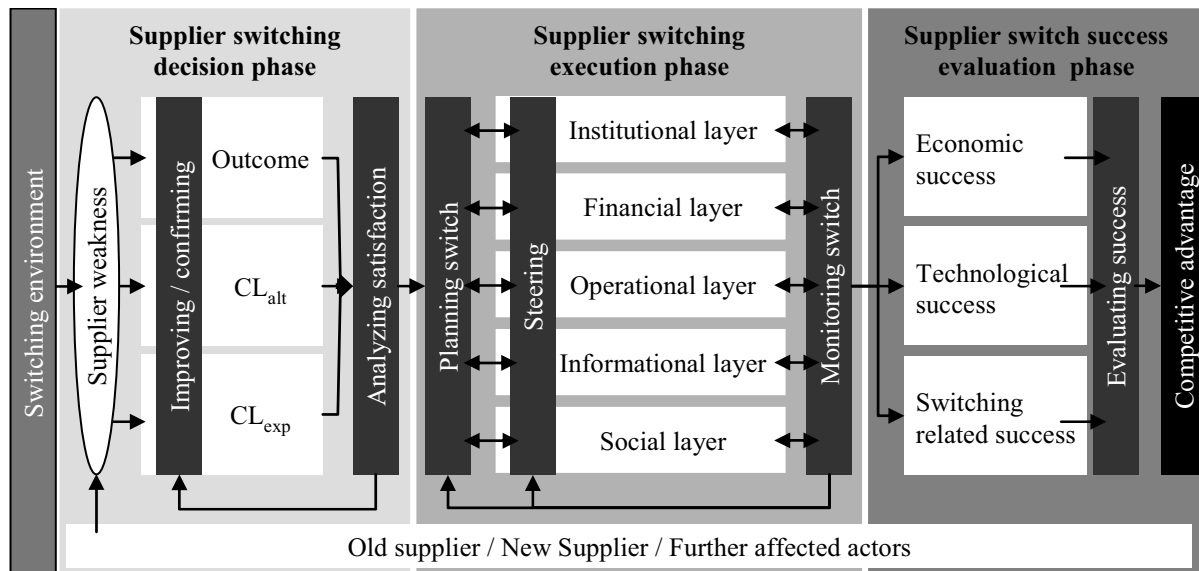 Switching environment
Supplier switching
decision phase
Supplier weakness
Improving / confirming
Outcome
CLalt
CLexp
Analyzing satisfaction
Supplier switching
execution phase
Planning switch
Steering
Institutional layer
Financial layer
Operational layer
Informational layer
Social layer
Monitoring switch
Supplier switch success
evaluation phase
Economic
success
Technological
success
Switching
related success
Evaluating success
Competitive advantage
Old supplier / New Supplier / Further affected actors